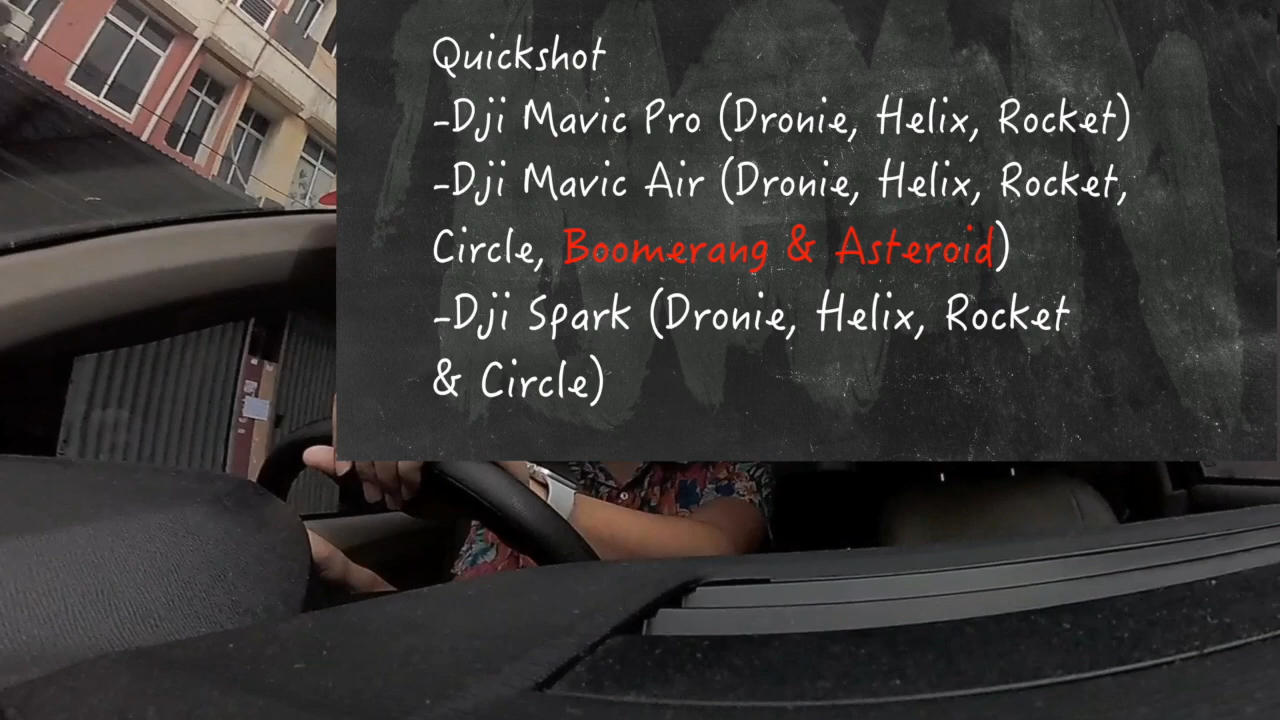 Quickshot
-Dji Mavic Pro (Dronie, Helix, Rocket)
-Dji Mavic Air (Dronie, Helix, Rocket,
Circle, Boomerang & Asteroid)
-Dji Spark (Dronie, Helix, Rocket
& Circle)